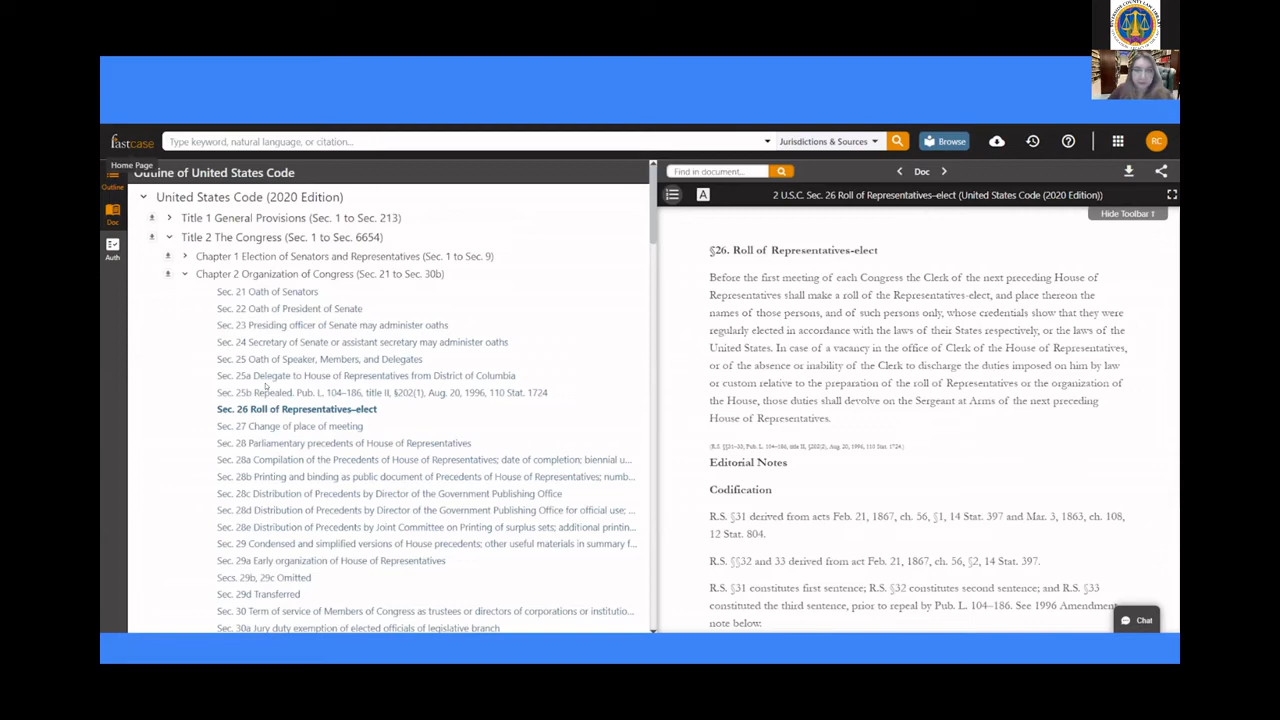 fastcase
Type keyword, natural language, or citation...
Jurisdictions & Sources
Browse
RC
Home Page
Outline
Doc
Auth
Outline of United States Code
United States Code (2020 Edition)
Title 1 General Provisions (Sec. 1 to Sec. 213)
Title 2 The Congress (Sec. 1 to Sec. 6654)
Chapter 1 Election of Senators and Representatives (Sec. 1 to Sec. 9)
Chapter 2 Organization of Congress (Sec. 21 to Sec. 30b)
Sec. 21 Oath of Senators
Sec. 22 Oath of President of Senate
Sec. 23 Presiding officer of Senate may administer oaths
Sec. 24 Secretary of Senate or assistant secretary may administer oaths
Sec. 25 Oath of Speaker, Members, and Delegates
Sec. 25a Delegate to House of Representatives from District of Columbia
Sec. 25b Repealed. Pub. L. 104–186, title II, §202(1), Aug. 20, 1996, 110 Stat. 1724
Sec. 26 Roll of Representatives–elect
Sec. 27 Change of place of meeting
Sec. 28 Parliamentary precedents of House of Representatives
Sec. 28a Compilation of the Precedents of House of Representatives; date of completion; biennial u...
Sec. 28b Printing and binding as public document of Precedents of House of Representatives; numb...
Sec. 28c Distribution of Precedents by Director of the Government Publishing Office
Sec. 28d Distribution of Precedents by Director of the Government Publishing Office for official use; ...
Sec. 28e Distribution of Precedents by Joint Committee on Printing of surplus sets; additional printin...
Sec. 29 Condensed and simplified versions of House precedents; other useful materials in summary f...
Sec. 29a Early organization of House of Representatives
Secs. 29b, 29c Omitted
Sec. 29d Transferred
Sec. 30 Term of service of Members of Congress as trustees or directors of corporations or institutio...
Sec. 30a Jury duty exemption of elected officials of legislative branch
Find in document...
Doc
A
2 U.S.C. Sec. 26 Roll of Representatives–elect (United States Code (2020 Edition))
Hide Toolbar
§26. Roll of Representatives-elect
Before the first meeting of each Congress the Clerk of the next preceding House of
Representatives shall make a roll of the Representatives-elect, and place thereon the
names of those persons, and of such persons only, whose credentials show that they were
regularly elected in accordance with the laws of their States respectively, or the laws of the
United States. In case of a vacancy in the office of Clerk of the House of Representatives,
or of the absence or inability of the Clerk to discharge the duties imposed on him by law
or custom relative to the preparation of the roll of Representatives or the organization of
the House, those duties shall devolve on the Sergeant at Arms of the next preceding
House of Representatives.
(R.S. §§31–33; Pub. L. 104–186, title II, §202(2), Aug. 20, 1996, 110 Stat. 1724.)
Editorial Notes
Codification
R.S. §31 derived from acts Feb. 21, 1867, ch. 56, §1, 14 Stat. 397 and Mar. 3, 1863, ch. 108,
12 Stat. 804.
R.S. §§32 and 33 derived from act Feb. 21, 1867, ch. 56, §2, 14 Stat. 397.
R.S. §31 constitutes first sentence; R.S. §32 constitutes second sentence; and R.S. §33
constituted the third sentence, prior to repeal by Pub. L. 104–186. See 1996 Amendment
note below.
Chat